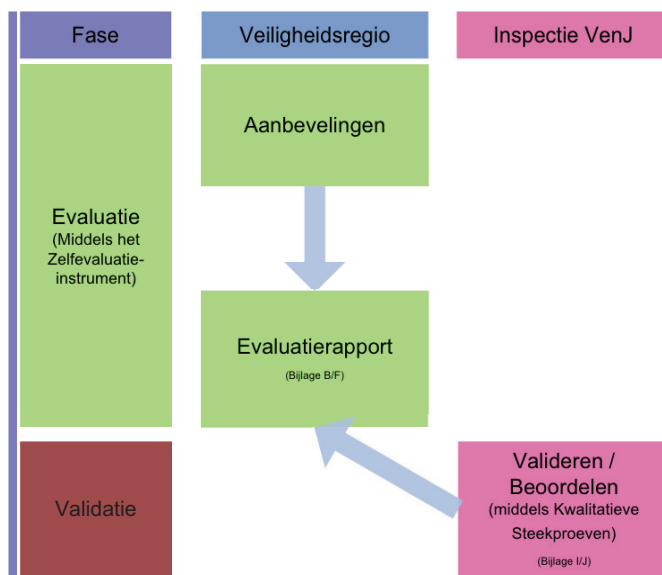 Fase
Veiligheidsregio
Inspectie VenJ
Aanbevelingen
Evaluatie
(Middels het
Zelfevaluatie-
instrument)
Evaluatierapport
(Bijlage B/F)
Validatie
Valideren /
Beoordelen
(middels Kwalitatieve
Steekproeven)
(Bijlage I/J)